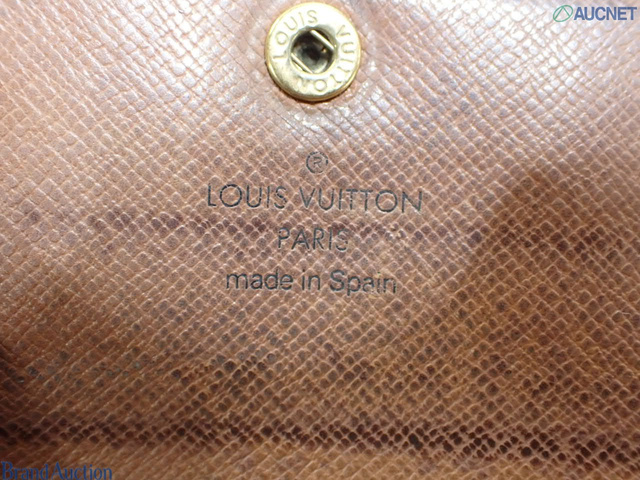 AUCNET
LOUIS VUITTON
®
LOUIS VUITTON
PARIS
made in Spain
Brand Auction